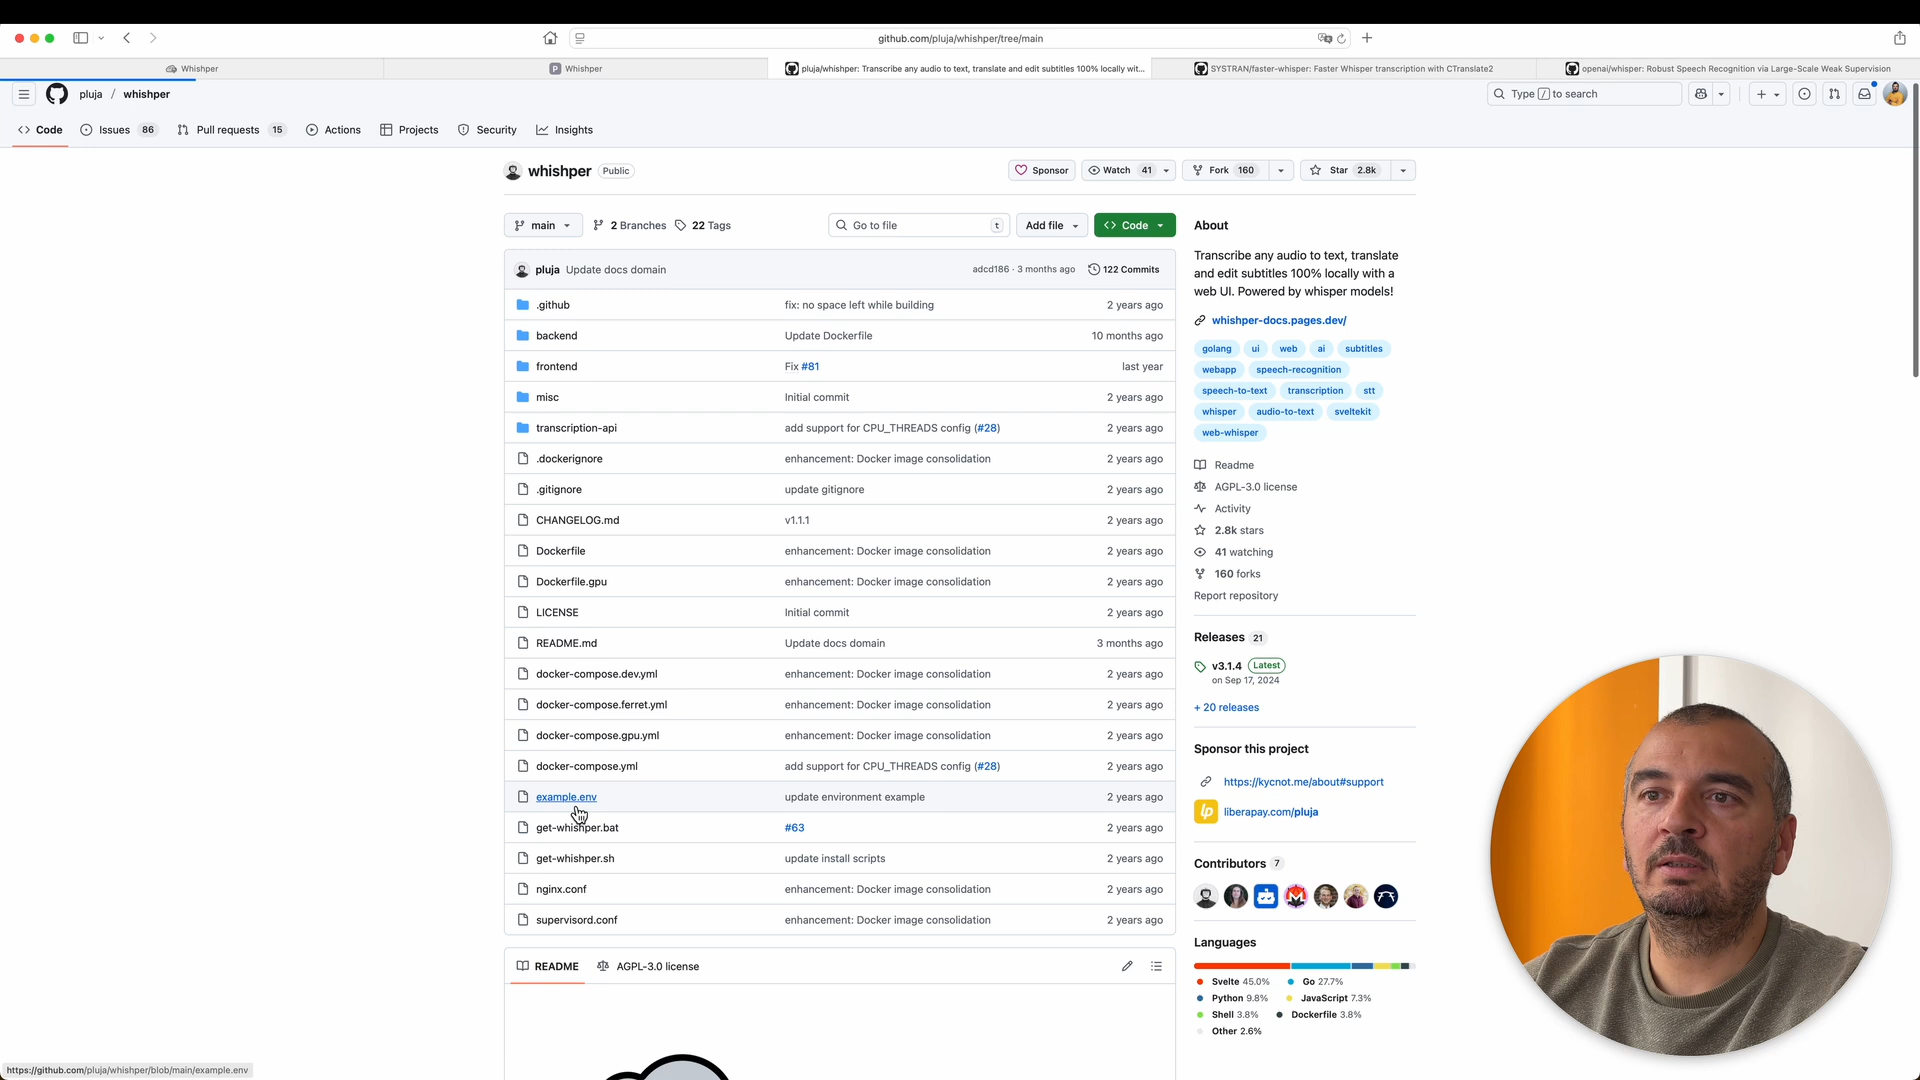 github.com/pluja/whishper/tree/main
Whishper
Whishper
pluja/whishper: Transcribe any audio to text, translate and edit subtitles 100% locally wit...
SYSTRAN/faster-whisper: Faster Whisper transcription with CTranslate2
openai/whisper: Robust Speech Recognition via Large-Scale Weak Supervision
pluja / whishper
Type / to search
Code
Issues 86
Pull requests 15
Actions
Projects
Security
Insights
whishper Public
Sponsor
Watch 41
Fork 160
Star 2.8k
main
2 Branches
22 Tags
Go to file t
Add file
Code
pluja Update docs domain adcd186 · 3 months ago 122 Commits
.github fix: no space left while building 2 years ago
backend Update Dockerfile 10 months ago
frontend Fix #81 last year
misc Initial commit 2 years ago
transcription-api add support for CPU_THREADS config (#28) 2 years ago
.dockerignore enhancement: Docker image consolidation 2 years ago
.gitignore update gitignore 2 years ago
CHANGELOG.md v1.1.1 2 years ago
Dockerfile enhancement: Docker image consolidation 2 years ago
Dockerfile.gpu enhancement: Docker image consolidation 2 years ago
LICENSE Initial commit 2 years ago
README.md Update docs domain 3 months ago
docker-compose.dev.yml enhancement: Docker image consolidation 2 years ago
docker-compose.ferret.yml enhancement: Docker image consolidation 2 years ago
docker-compose.gpu.yml enhancement: Docker image consolidation 2 years ago
docker-compose.yml add support for CPU_THREADS config (#28) 2 years ago
example.env update environment example 2 years ago
get-whishper.bat #63 2 years ago
get-whishper.sh update install scripts 2 years ago
nginx.conf enhancement: Docker image consolidation 2 years ago
supervisord.conf enhancement: Docker image consolidation 2 years ago
README
AGPL-3.0 license
About
Transcribe any audio to text, translate
and edit subtitles 100% locally with a
web UI. Powered by whisper models!
whishper-docs.pages.dev/
golang ui web ai subtitles
webapp speech-recognition
speech-to-text transcription stt
whisper audio-to-text sveltekit
web-whisper
Readme
AGPL-3.0 license
Activity
2.8k stars
41 watching
160 forks
Report repository
Releases 21
v3.1.4 Latest
on Sep 17, 2024
+ 20 releases
Sponsor this project
https://kycnot.me/about#support
lp liberapay.com/pluja
Contributors 7
Languages
Svelte 45.0% Go 27.7%
Python 9.8% JavaScript 7.3%
Shell 3.8% Dockerfile 3.8%
Other 2.6%
https://github.com/pluja/whishper/blob/main/example.env